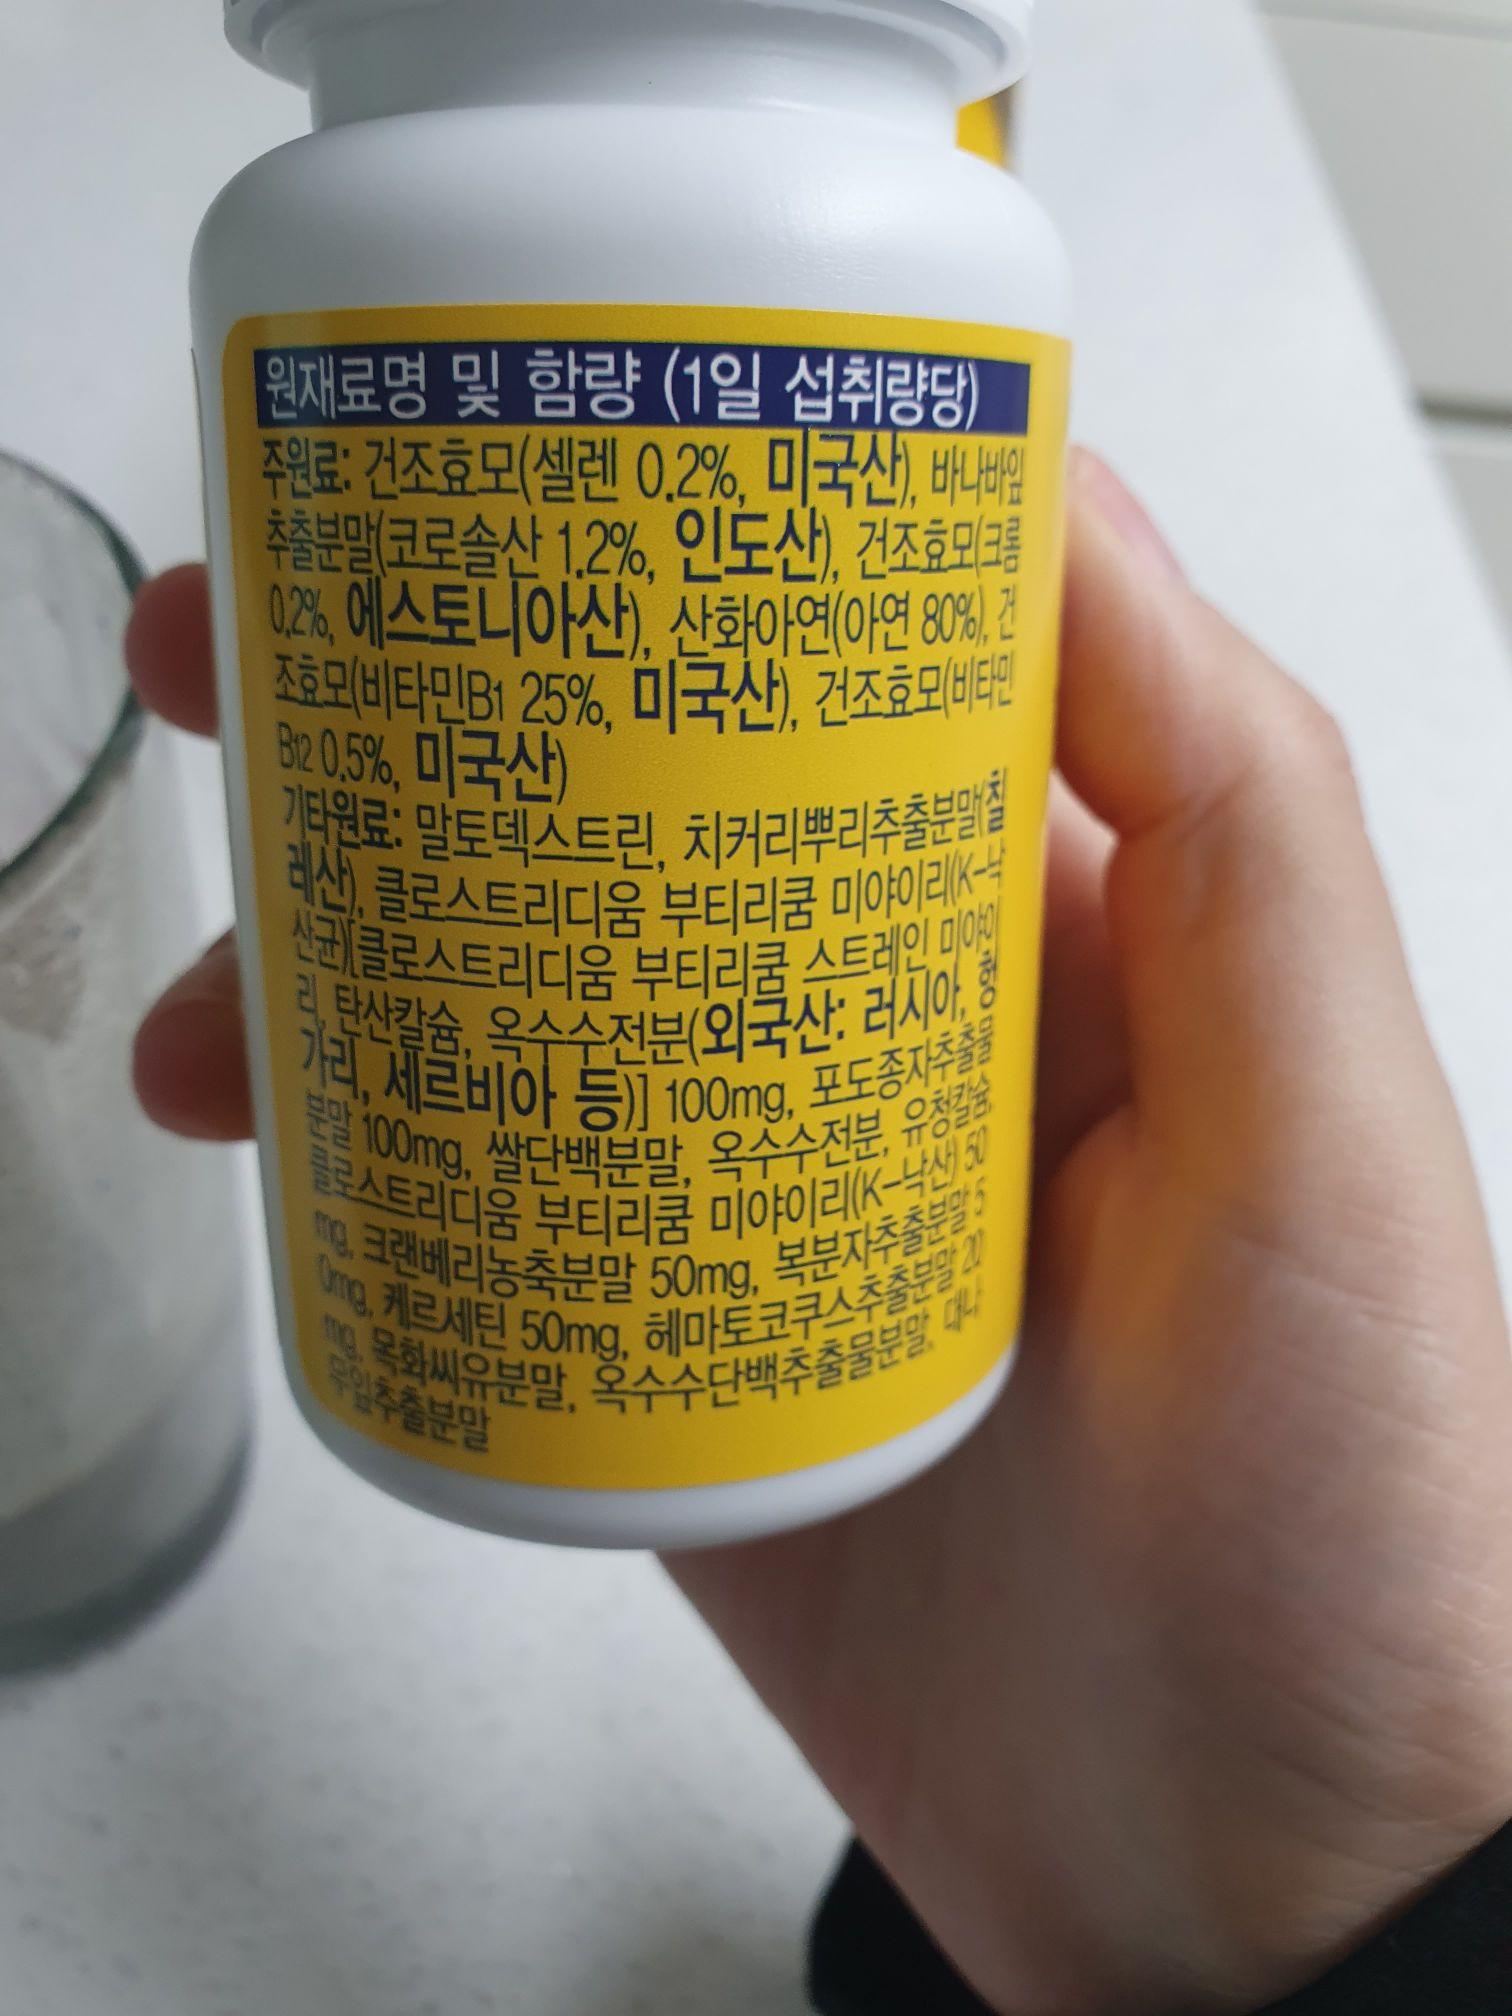 원재료명 및 함량 (1일 섭취량당)
주원료: 건조효모(셀렌 0.2%, 미국산), 바나바잎
추출분말(코로솔산 1.2%, 인도산), 건조효모(크롬
0.2%, 에스토니아산), 산화아연(아연 80%), 건
조효모(비타민B1 25%, 미국산), 건조효모(비타민
B12 0.5%, 미국산)
기타원료: 말토덱스트린, 치커리뿌리추출분말(칠
레산), 클로스트리디움 부티리쿰 미야이리(K-낙
산균)[클로스트리디움 부티리쿰 스트레인 미야이
리, 탄산칼슘, 옥수수전분(외국산: 러시아, 헝
가리, 세르비아 등)] 100mg, 포도종자추출물
분말 100mg, 쌀단백분말, 옥수수전분, 유청칼슘,
클로스트리디움 부티리쿰 미야이리(K-낙산) 50
mg, 크랜베리농축분말 50mg, 복분자추출분말 5
0mg, 케르세틴 50mg, 헤마토코쿠스추출분말 20
mg, 목화씨유분말, 옥수수단백추출물분말, 대나
무잎추출분말